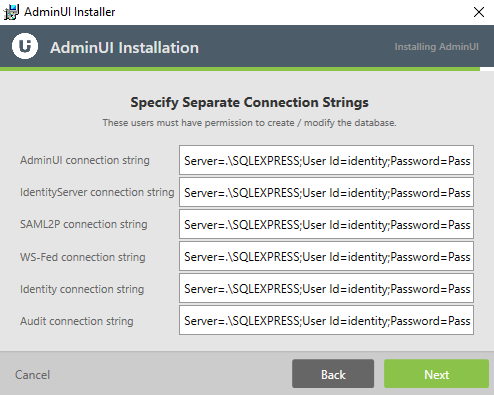 AdminUI Installer
AdminUI Installation
Installing AdminUI
Specify Separate Connection Strings
These users must have permission to create / modify the database.
AdminUI connection string Server=.\SQLEXPRESS;User Id=identity;Password=Pass
IdentityServer connection string Server=.\SQLEXPRESS;User Id=identity;Password=Pass
SAML2P connection string Server=.\SQLEXPRESS;User Id=identity;Password=Pass
WS-Fed connection string Server=.\SQLEXPRESS;User Id=identity;Password=Pass
Identity connection string Server=.\SQLEXPRESS;User Id=identity;Password=Pass
Audit connection string Server=.\SQLEXPRESS;User Id=identity;Password=Pass
Cancel
Back
Next